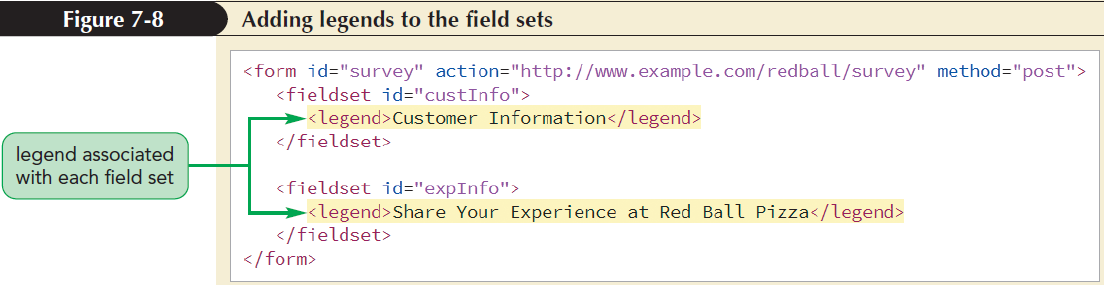 Figure 7-8
Adding legends to the field sets
<form id="survey" action="http://www.example.com/redball/survey" method="post">
<fieldset id="custInfo">
<legend>Customer Information</legend>
</fieldset>
legend associated
with each field set
<fieldset id="expInfo">
<legend>Share Your Experience at Red Ball Pizza</legend>
</fieldset>
</form>